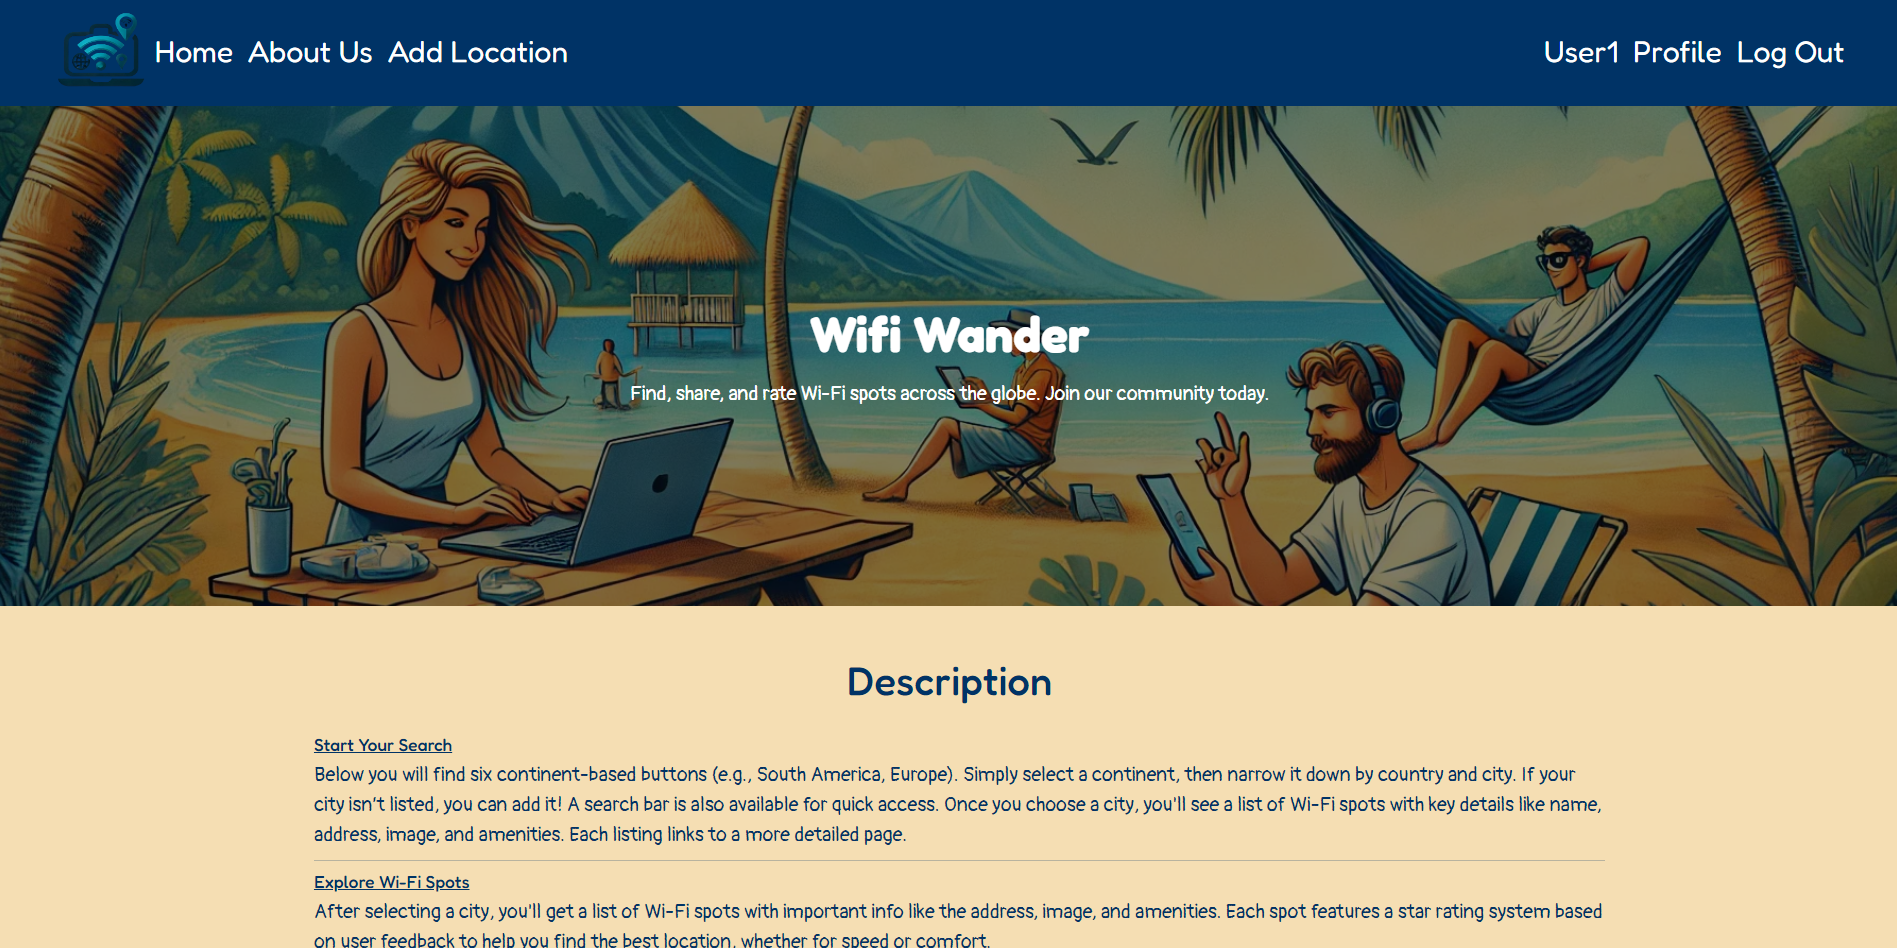 Home About Us Add Location User1 Profile Log Out
Wifi Wander
Find, share, and rate Wi-Fi spots across the globe. Join our community today.
Description
Start Your Search
Below you will find six continent-based buttons (e.g., South America, Europe). Simply select a continent, then narrow it down by country and city. If your
city isn't listed, you can add it! A search bar is also available for quick access. Once you choose a city, you'll see a list of Wi-Fi spots with key details like name,
address, image, and amenities. Each listing links to a more detailed page.
Explore Wi-Fi Spots
After selecting a city, you'll get a list of Wi-Fi spots with important info like the address, image, and amenities. Each spot features a star rating system based
on user feedback to help you find the best location, whether for speed or comfort.